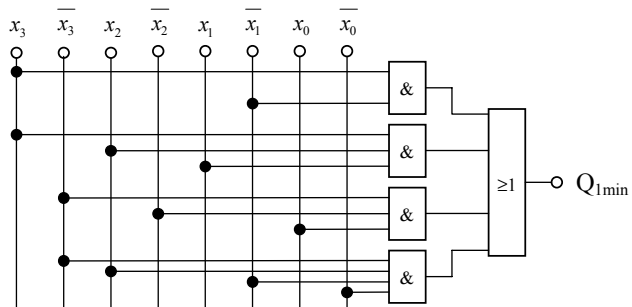 x₃ x̅₃ x₂ x̅₂ x₁ x̅₁ x₀ x̅₀
&
&
≥1 Q₁ₘᵢₙ
&
&